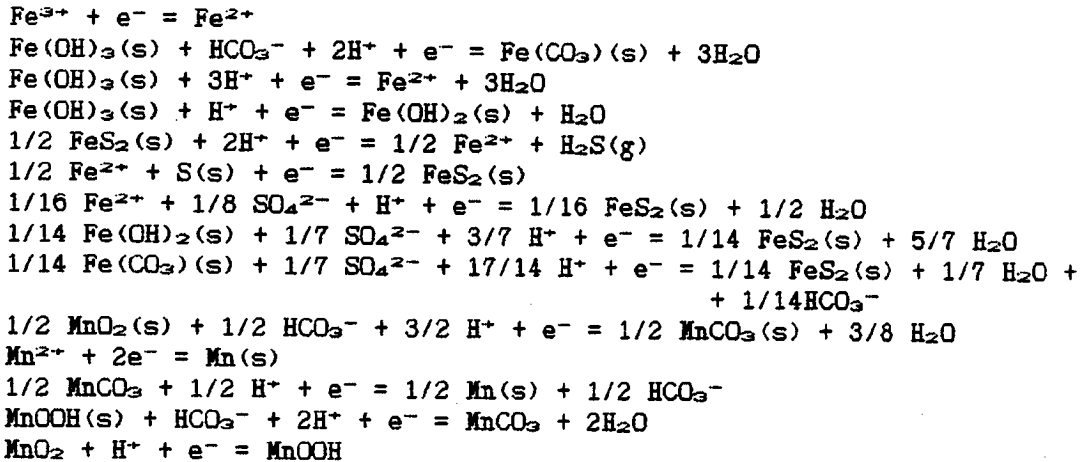 Fe³⁺ + e⁻ = Fe²⁺
Fe(OH)₃(s) + HCO₃⁻ + 2H⁺ + e⁻ = Fe(CO₃)(s) + 3H₂O
Fe(OH)₃(s) + 3H⁺ + e⁻ = Fe²⁺ + 3H₂O
Fe(OH)₃(s) + H⁺ + e⁻ = Fe(OH)₂(s) + H₂O
1/2 FeS₂(s) + 2H⁺ + e⁻ = 1/2 Fe²⁺ + H₂S(g)
1/2 Fe²⁺ + S(s) + e⁻ = 1/2 FeS₂(s)
1/16 Fe²⁺ + 1/8 SO₄²⁻ + H⁺ + e⁻ = 1/16 FeS₂(s) + 1/2 H₂O
1/14 Fe(OH)₂(s) + 1/7 SO₄²⁻ + 3/7 H⁺ + e⁻ = 1/14 FeS₂(s) + 5/7 H₂O
1/14 Fe(CO₃)(s) + 1/7 SO₄²⁻ + 17/14 H⁺ + e⁻ = 1/14 FeS₂(s) + 1/7 H₂O +
+ 1/14HCO₃⁻
1/2 MnO₂(s) + 1/2 HCO₃⁻ + 3/2 H⁺ + e⁻ = 1/2 MnCO₃(s) + 3/8 H₂O
Mn²⁺ + 2e⁻ = Mn(s)
1/2 MnCO₃ + 1/2 H⁺ + e⁻ = 1/2 Mn(s) + 1/2 HCO₃⁻
MnOOH(s) + HCO₃⁻ + 2H⁺ + e⁻ = MnCO₃ + 2H₂O
MnO₂ + H⁺ + e⁻ = MnOOH